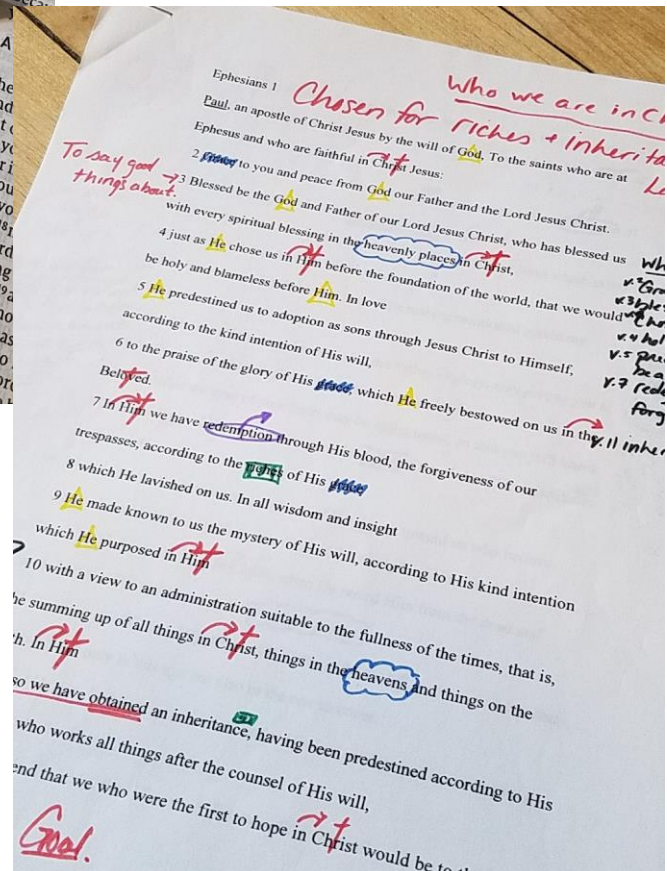 Who we are in C
Ephesians 1
Chosen for riches + inherita
Paul, an apostle of Christ Jesus by the will of God, To the saints who are at
Ephesus and who are faithful in Christ Jesus:
2 to you and peace from God our Father and the Lord Jesus Christ.
To say good
things about.
3 Blessed be the God and Father of our Lord Jesus Christ, who has blessed us
with every spiritual blessing in the heavenly places in Christ,
4 just as He chose us in Him before the foundation of the world, that we would
be holy and blameless before Him. In love
5 He predestined us to adoption as sons through Jesus Christ to Himself,
according to the kind intention of His will,
6 to the praise of the glory of His grace, which He freely bestowed on us in the
Beloved.
7 In Him we have redemption through His blood, the forgiveness of our
trespasses, according to the riches of His grace
8 which He lavished on us. In all wisdom and insight
9 He made known to us the mystery of His will, according to His kind intention
which He purposed in Him
10 with a view to an administration suitable to the fullness of the times, that is,
he summing up of all things in Christ, things in the heavens and things on the
h. In Him
so we have obtained an inheritance, having been predestined according to His
who works all things after the counsel of His will,
end that we who were the first to hope in Christ would be to th
Goal.
Wh
v.2 Gra
v.3 bles
v.4 hol
v.5
v.7 rede
forg
v.11 inher